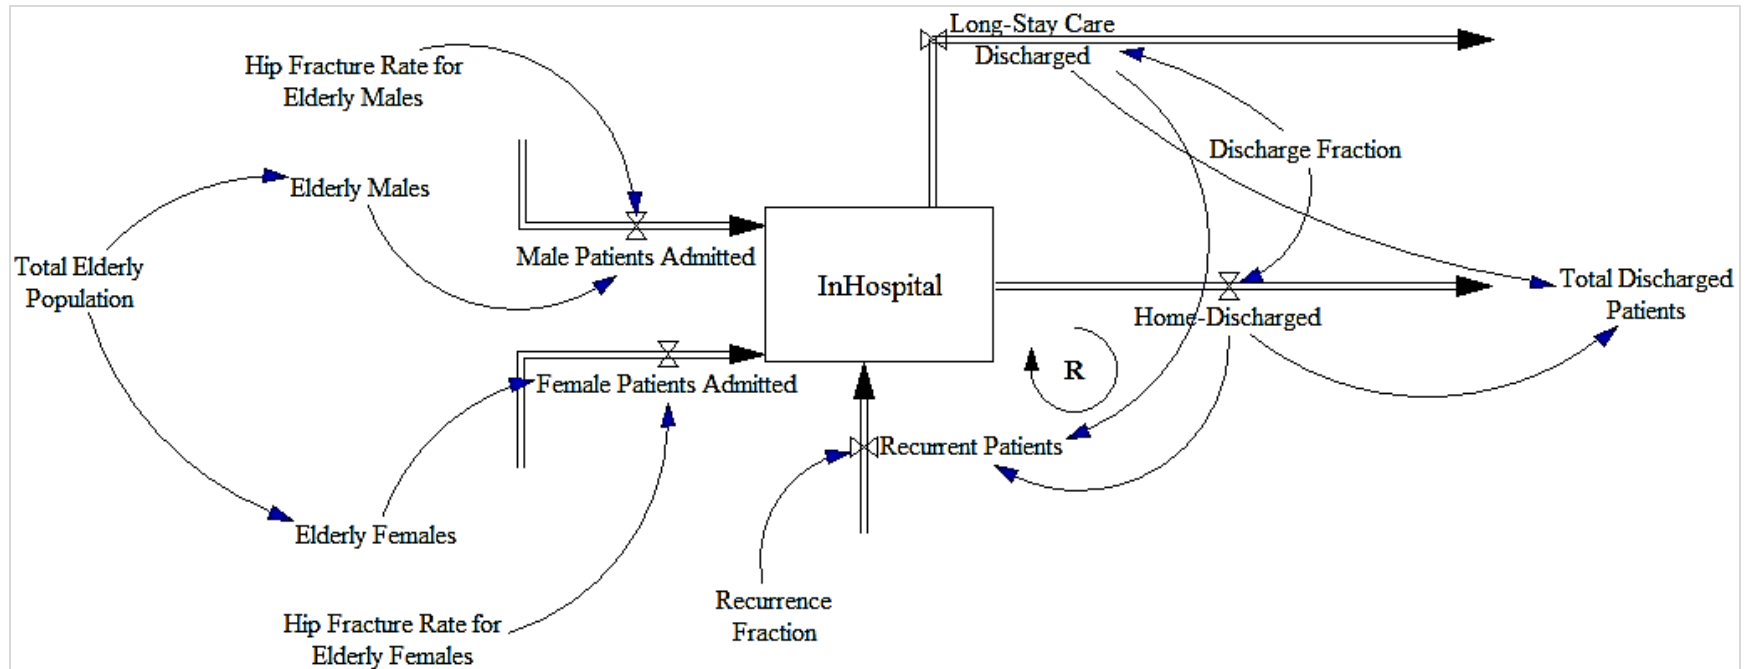 Long-Stay Care
Discharged
Hip Fracture Rate for
Elderly Males
Discharge Fraction
Elderly Males
Male Patients Admitted
Total Elderly
Population
InHospital
Total Discharged
Patients
Home-Discharged
R
Female Patients Admitted
Recurrent Patients
Elderly Females
Recurrence
Fraction
Hip Fracture Rate for
Elderly Females